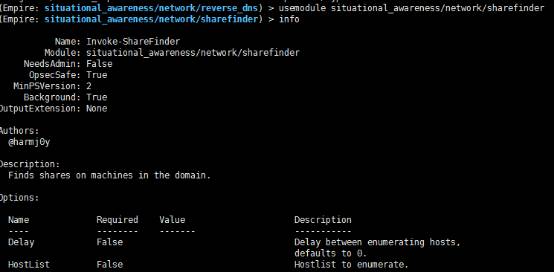 (Empire: situational_awareness/network/reverse_dns) > usemodule situational_awareness/network/sharefinder
(Empire: situational_awareness/network/sharefinder) > info
Name: Invoke-ShareFinder
Module: situational_awareness/network/sharefinder
NeedsAdmin: False
OpsecSafe: True
MinPSVersion: 2
Background: True
OutputExtension: None
Authors:
@harmj0y
Description:
Finds shares on machines in the domain.
Options:
Name Required Value Description
---- -------- ------- -----------
Delay False Delay between enumerating hosts,
defaults to 0.
HostList False Hostlist to enumerate.